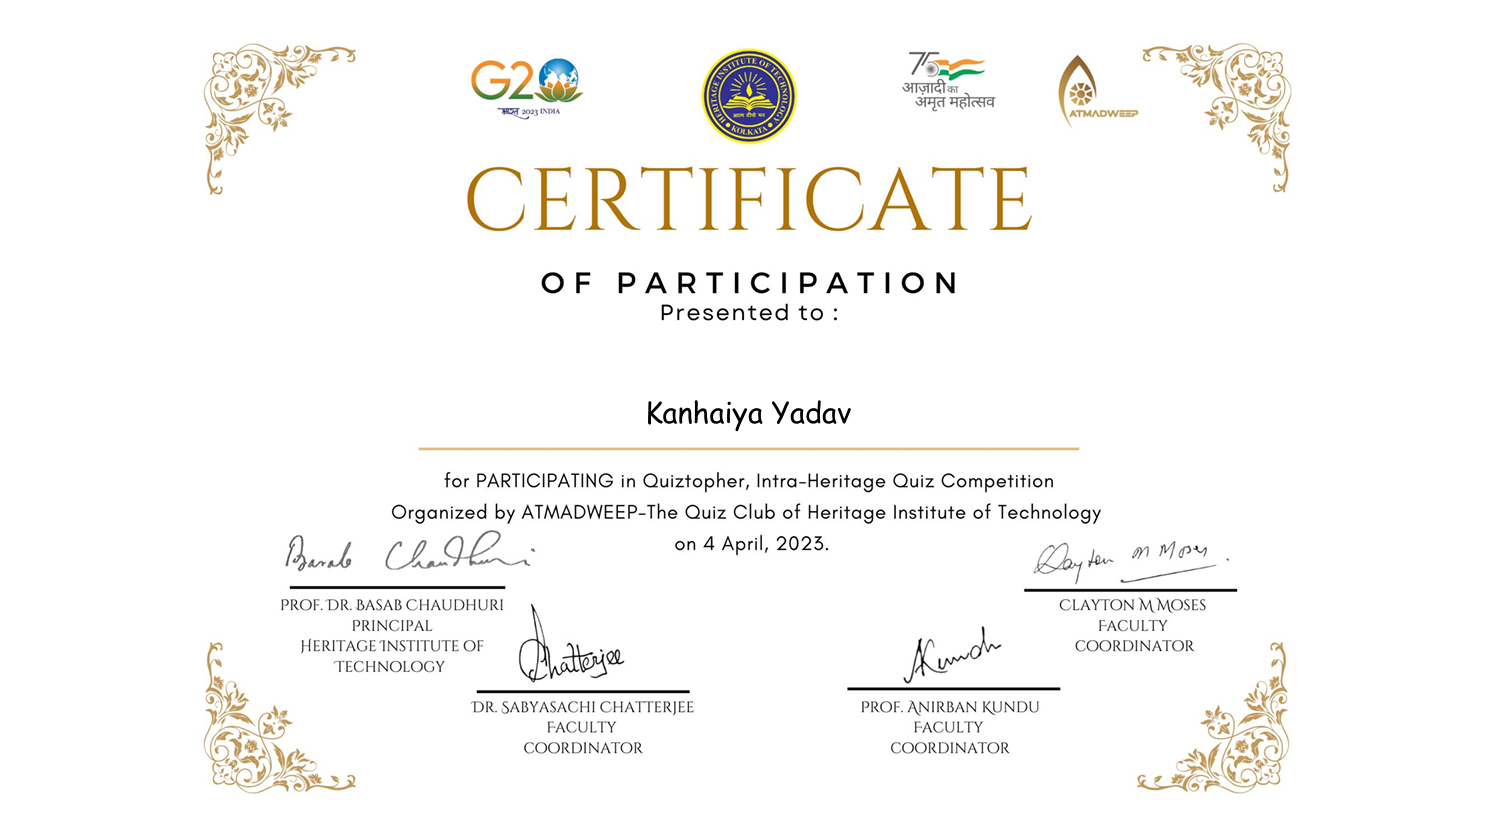 G20
भारत 2023 INDIA
HERITAGE INSTITUTE OF TECHNOLOGY
KOLKATA
आत्म दीपो भव
75
आज़ादी का
अमृत महोत्सव
ATMADWEEP
CERTIFICATE
OF PARTICIPATION
Presented to :
Kanhaiya Yadav
for PARTICIPATING in Quiztopher, Intra-Heritage Quiz Competition
Organized by ATMADWEEP-The Quiz Club of Heritage Institute of Technology
on 4 April, 2023.
Basab Chaudhuri
PROF. DR. BASAB CHAUDHURI
PRINCIPAL
HERITAGE INSTITUTE OF
TECHNOLOGY
SChatterjee
DR. SABYASACHI CHATTERJEE
FACULTY
COORDINATOR
AKundu
PROF. ANIRBAN KUNDU
FACULTY
COORDINATOR
Clayton M Moses
CLAYTON M MOSES
FACULTY
COORDINATOR